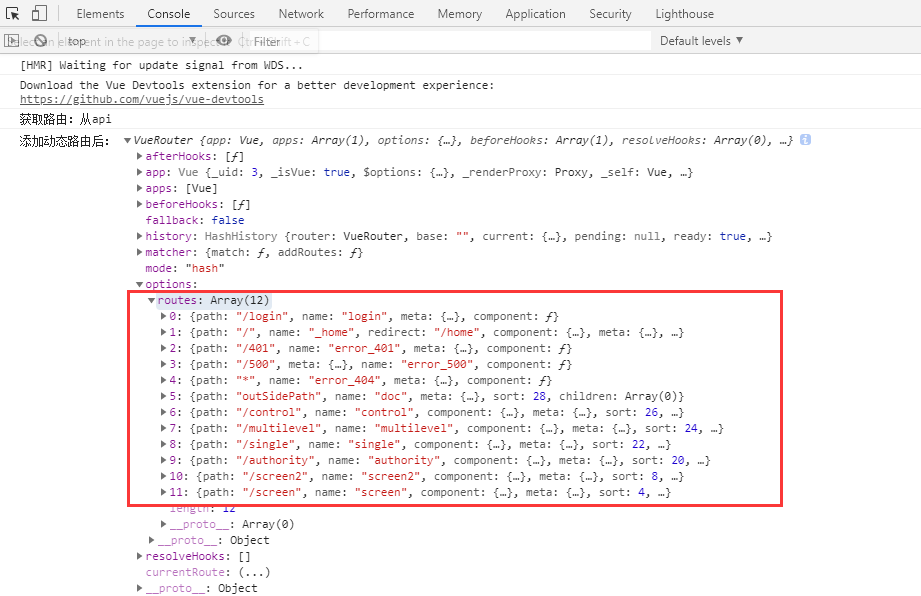 Elements Console Sources Network Performance Memory Application Security Lighthouse
top Select an element in the page to inspect Ctrl+Shift+C Filter Default levels ▼
[HMR] Waiting for update signal from WDS...
Download the Vue Devtools extension for a better development experience:
https://github.com/vuejs/vue-devtools
获取路由：从api
添加动态路由后： ▼VueRouter {app: Vue, apps: Array(1), options: {…}, beforeHooks: Array(1), resolveHooks: Array(0), …} i
▶afterHooks: [ƒ]
▶app: Vue {_uid: 3, _isVue: true, $options: {…}, _renderProxy: Proxy, _self: Vue, …}
▶apps: [Vue]
▶beforeHooks: [ƒ]
fallback: false
▶history: HashHistory {router: VueRouter, base: "", current: {…}, pending: null, ready: true, …}
▶matcher: {match: ƒ, addRoutes: ƒ}
mode: "hash"
▼options:
▼routes: Array(12)
▶0: {path: "/login", name: "login", meta: {…}, component: ƒ}
▶1: {path: "/", name: "_home", redirect: "/home", component: {…}, meta: {…}, …}
▶2: {path: "/401", name: "error_401", meta: {…}, component: ƒ}
▶3: {path: "/500", meta: {…}, name: "error_500", component: ƒ}
▶4: {path: "*", name: "error_404", meta: {…}, component: ƒ}
▶5: {path: "outSidePath", name: "doc", meta: {…}, sort: 28, children: Array(0)}
▶6: {path: "/control", name: "control", component: {…}, meta: {…}, sort: 26, …}
▶7: {path: "/multilevel", name: "multilevel", component: {…}, meta: {…}, sort: 24, …}
▶8: {path: "/single", name: "single", component: {…}, meta: {…}, sort: 22, …}
▶9: {path: "/authority", name: "authority", component: {…}, meta: {…}, sort: 20, …}
▶10: {path: "/screen2", name: "screen2", component: {…}, meta: {…}, sort: 8, …}
▶11: {path: "/screen", name: "screen", component: {…}, meta: {…}, sort: 4, …}
length: 12
▶__proto__: Array(0)
▶__proto__: Object
▶resolveHooks: []
currentRoute: (...)
▶__proto__: Object